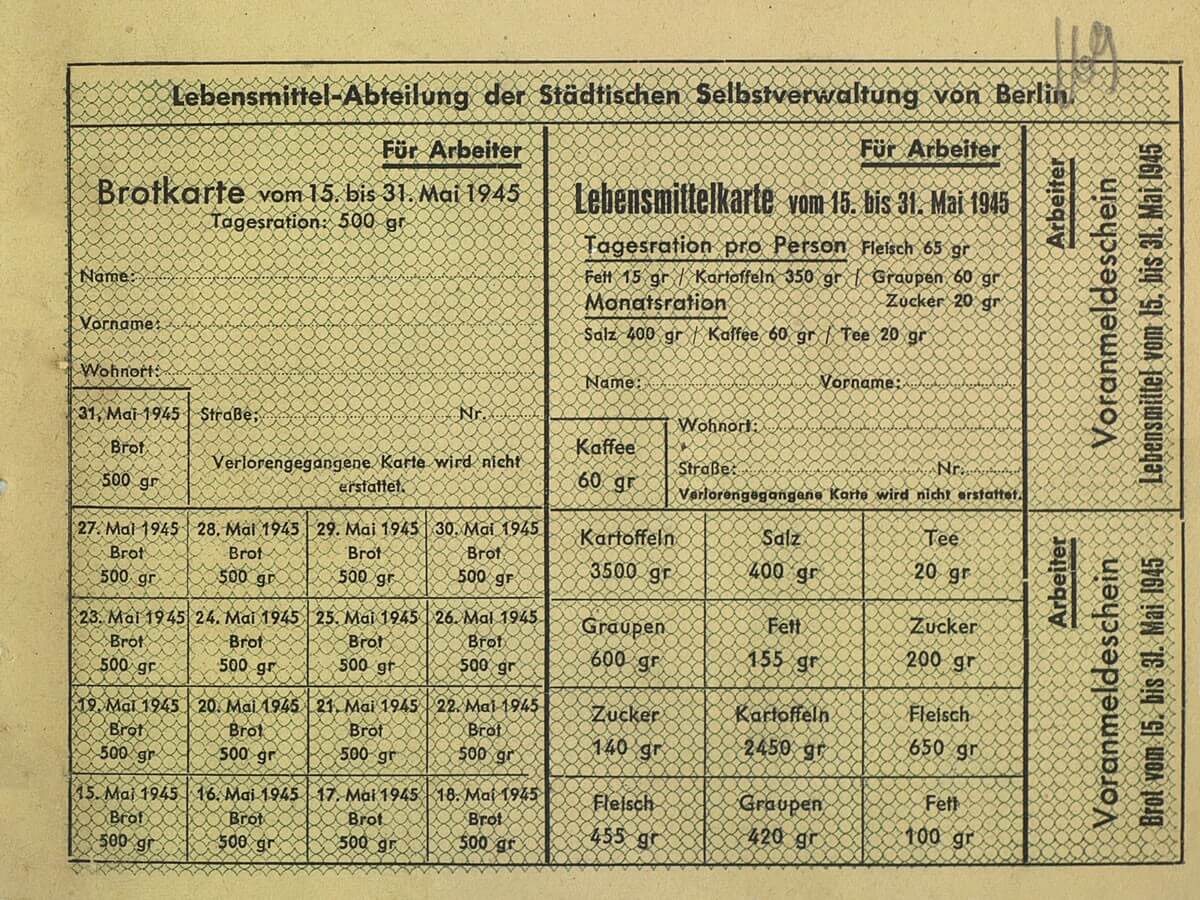 169
Lebensmittel-Abteilung der Städtischen Selbstverwaltung von Berlin.
Für Arbeiter
Brotkarte vom 15. bis 31. Mai 1945
Tagesration: 500 gr
Name:
Vorname:
Wohnort:
31, Mai 1945
Brot
500 gr
Straße; Nr.
Verlorengegangene Karte wird nicht
erstattet.
27. Mai 1945 28. Mai 1945 29. Mai 1945 30. Mai 1945
Brot Brot Brot Brot
500 gr 500 gr 500 gr 500 gr
23. Mai 1945 24. Mai 1945 25. Mai 1945 26. Mai 1945
Brot Brot Brot Brot
500 gr 500 gr 500 gr 500 gr
19. Mai 1945 20. Mai 1945 21. Mai 1945 22. Mai 1945
Brot Brot Brot Brot
500 gr 500 gr 500 gr 500 gr
15. Mai 1945 16. Mai 1945 17. Mai 1945 18. Mai 1945
Brot Brot Brot Brot
500 gr 500 gr 500 gr 500 gr
Für Arbeiter
Lebensmittelkarte vom 15. bis 31. Mai 1945
Tagesration pro Person Fleisch 65 gr
Fett 15 gr / Kartoffeln 350 gr / Graupen 60 gr
Monatsration Zucker 20 gr
Salz 400 gr / Kaffee 60 gr / Tee 20 gr
Name: Vorname:
Kaffee
60 gr
Wohnort:
Straße: Nr.
Verlorengegangene Karte wird nicht erstattet.
Kartoffeln Salz Tee
3500 gr 400 gr 20 gr
Graupen Fett Zucker
600 gr 155 gr 200 gr
Zucker Kartoffeln Fleisch
140 gr 2450 gr 650 gr
Fleisch Graupen Fett
455 gr 420 gr 100 gr
Arbeiter
Voranmeldeschein
Lebensmittel vom 15. bis 31. Mai 1945
Arbeiter
Voranmeldeschein
Brot vom 15. bis 31. Mai 1945